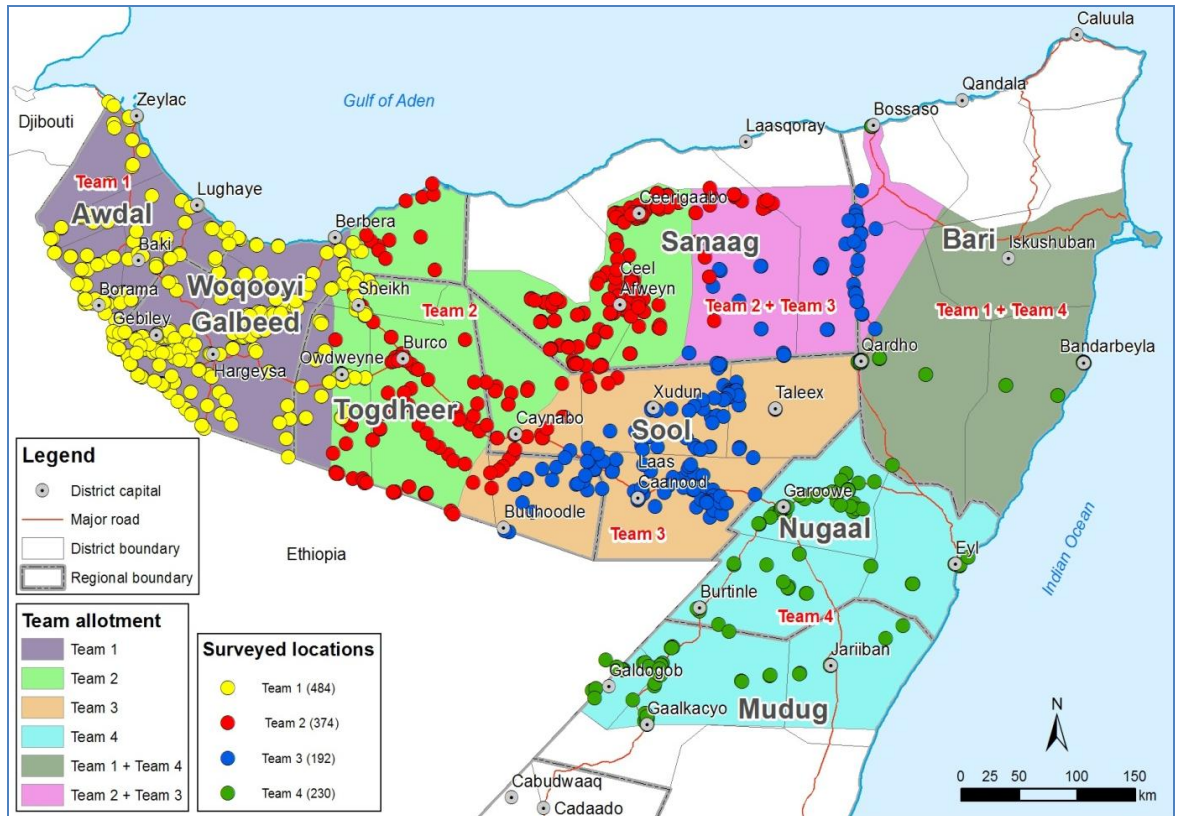 Caluula
Qandala
Zeylac
Gulf of Aden
Bossaso
Djibouti
Laasqoray
Team 1
Lughaye
Awdal
Ceerigaabo
Berbera
Sanaag
Bari
Baki
Iskushuban
Woqooyi
Galbeed
Ceel
Afweyn
Borama
Sheikh
Team 2
Team 2 + Team 3
Team 1 + Team 4
Gebiley
Burco
Bandarbeyla
Hargeysa
Owdweyne
Qardho
Togdheer
Xudun
Taleex
Caynabo
Sool
Laas
Caanood
Garoowe
Buuhoodle
Team 3
Nugaal
Ethiopia
Eyl
Indian Ocean
Burtinle
Team 4
Jariiban
Galdogob
Mudug
Gaalkacyo
Cabudwaaq
Cadaado
Legend
District capital
Major road
District boundary
Regional boundary
Team allotment
Team 1
Team 2
Team 3
Team 4
Team 1 + Team 4
Team 2 + Team 3
Surveyed locations
Team 1 (484)
Team 2 (374)
Team 3 (192)
Team 4 (230)
N
0 25 50 100 150
km